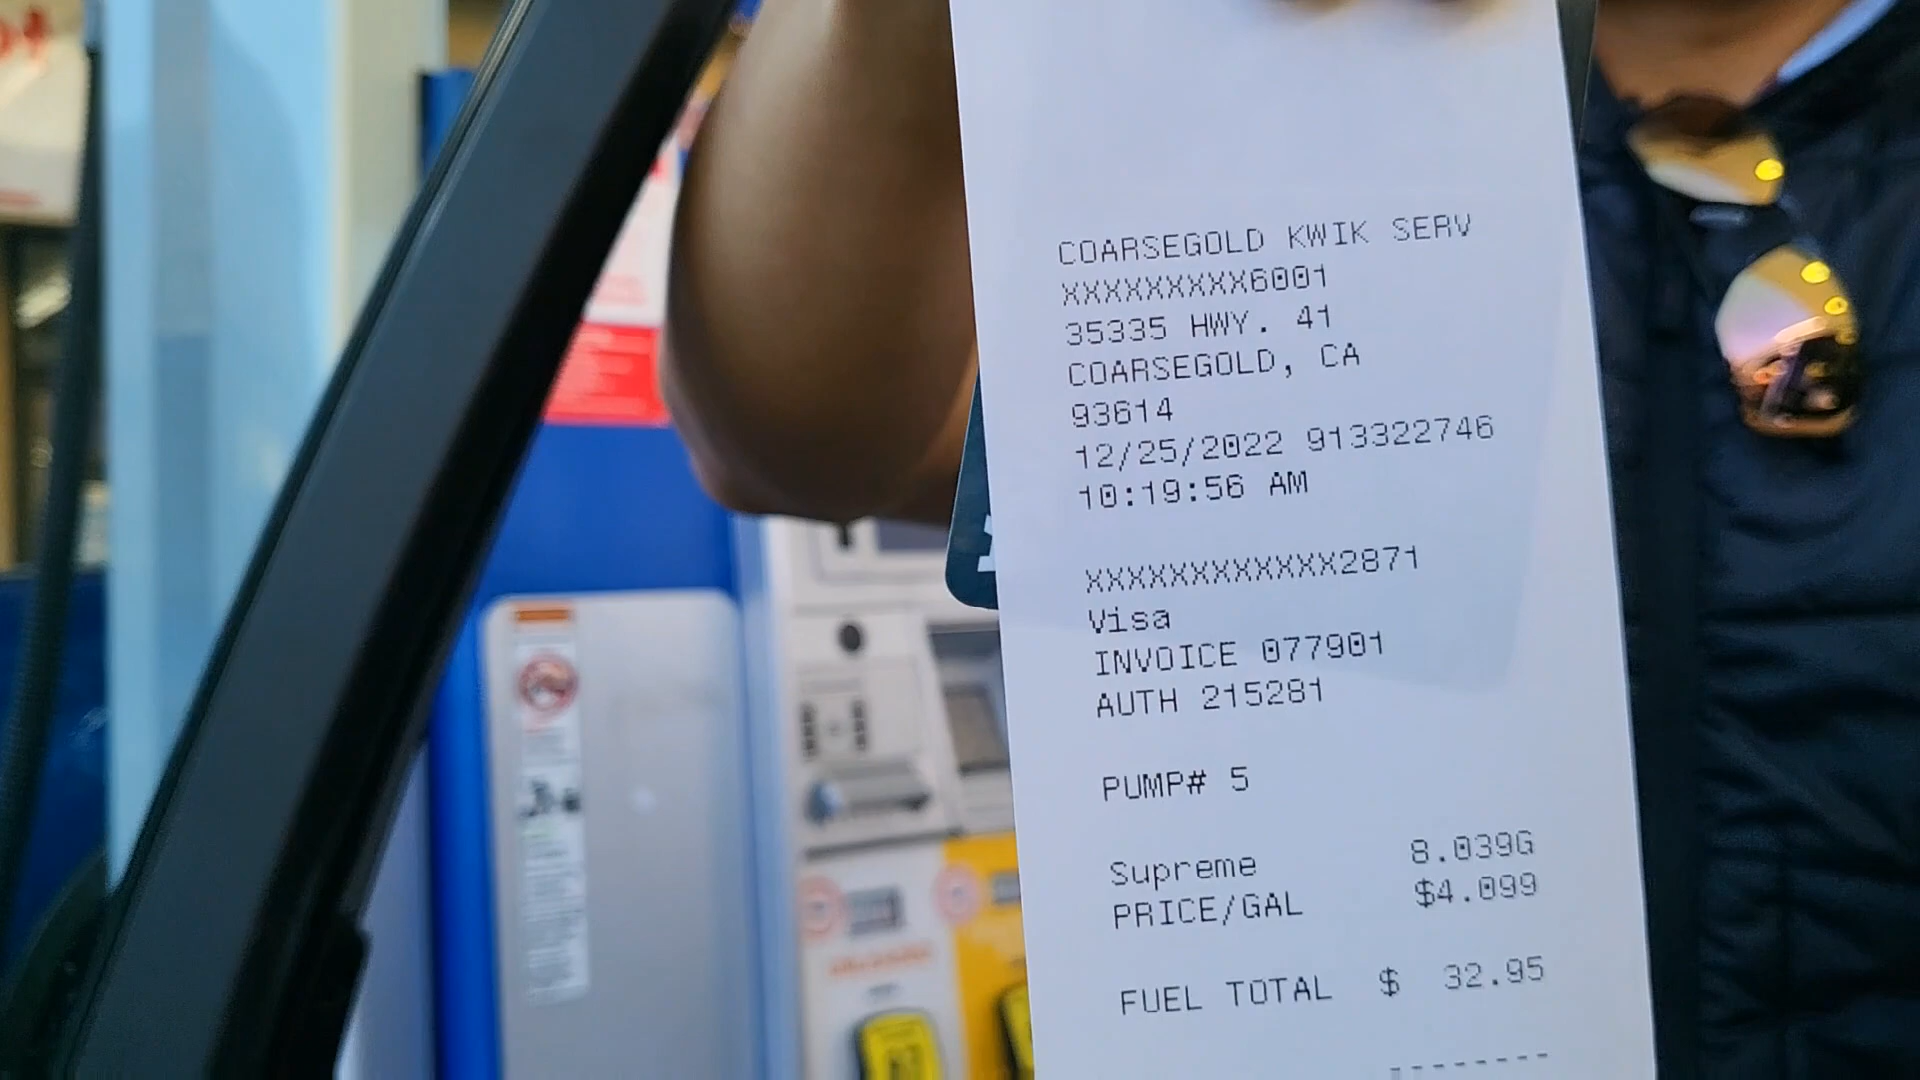 COARSEGOLD KWIK SERV
XXXXXXXXX6001
35335 HWY. 41
COARSEGOLD, CA
93614
12/25/2022 913322746
10:19:56 AM
XXXXXXXXXXXX2871
Visa
INVOICE 077901
AUTH 215281
PUMP# 5
Supreme 8.039G
PRICE/GAL $4.099
FUEL TOTAL $ 32.95
--------